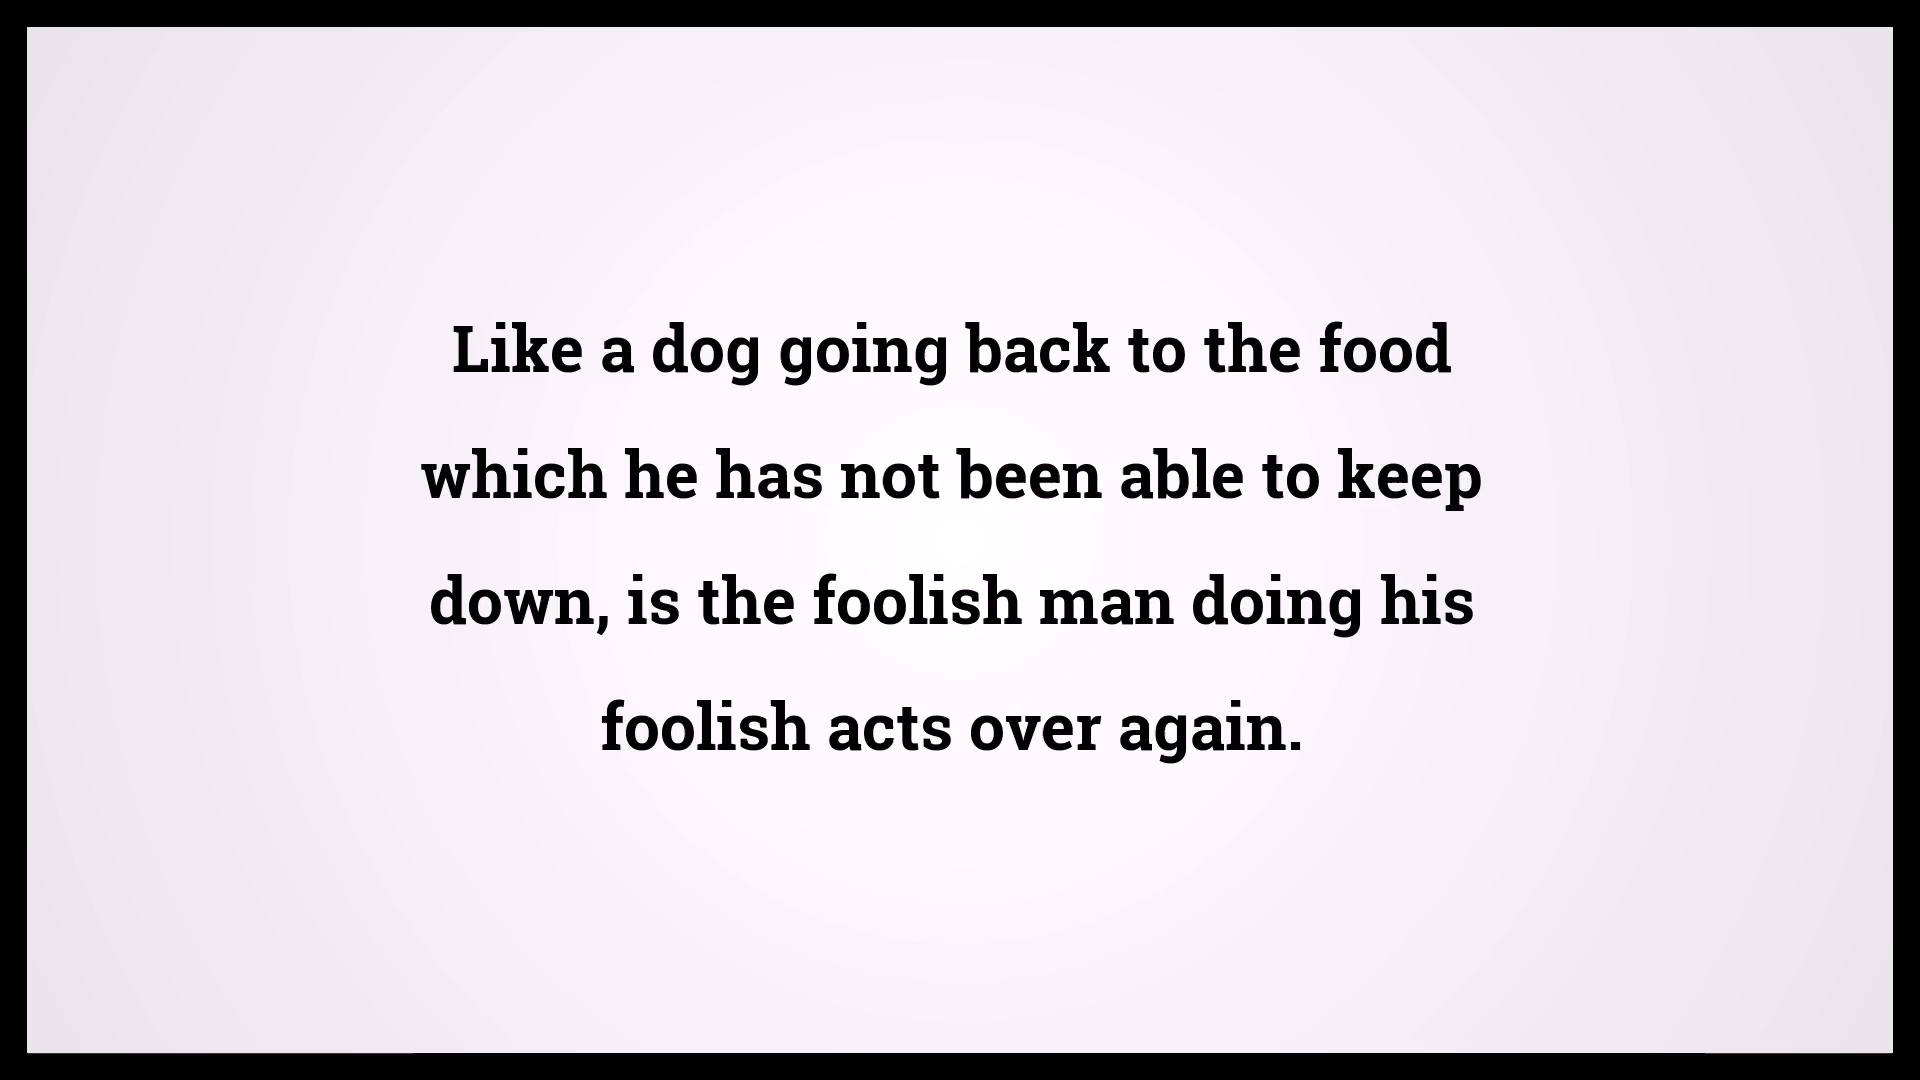 Like a dog going back to the food
which he has not been able to keep
down, is the foolish man doing his
foolish acts over again.